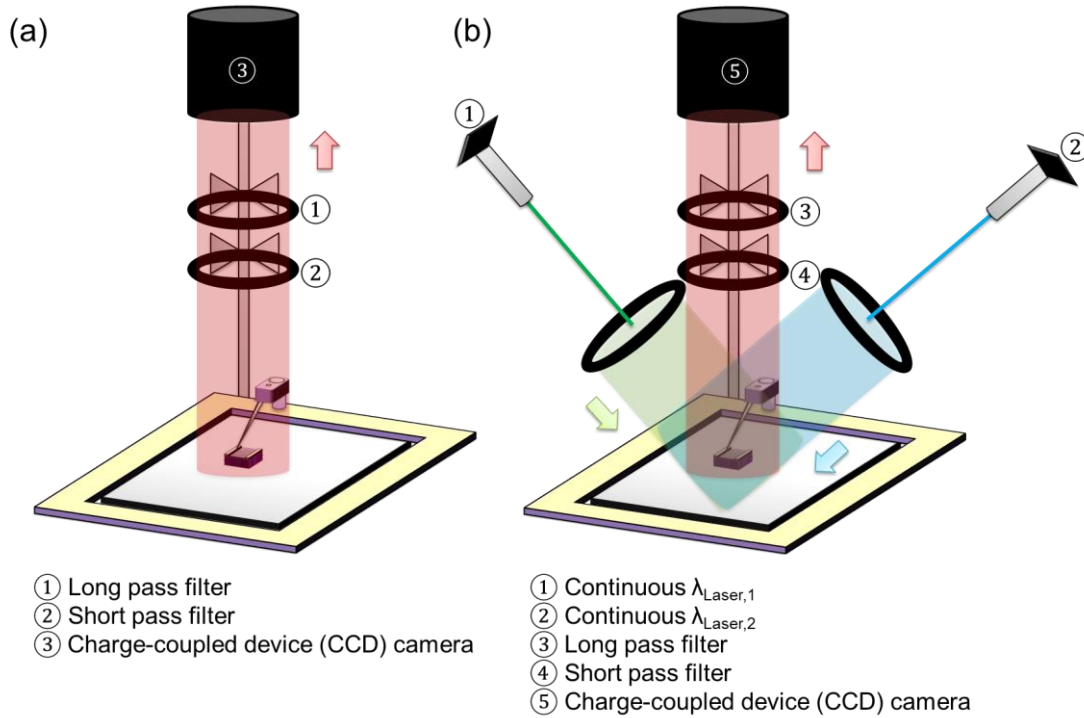 (a)
(b)
③
⑤
①
②
①
②
③
④
① Long pass filter
② Short pass filter
③ Charge-coupled device (CCD) camera
① Continuous λLaser,1
② Continuous λLaser,2
③ Long pass filter
④ Short pass filter
⑤ Charge-coupled device (CCD) camera